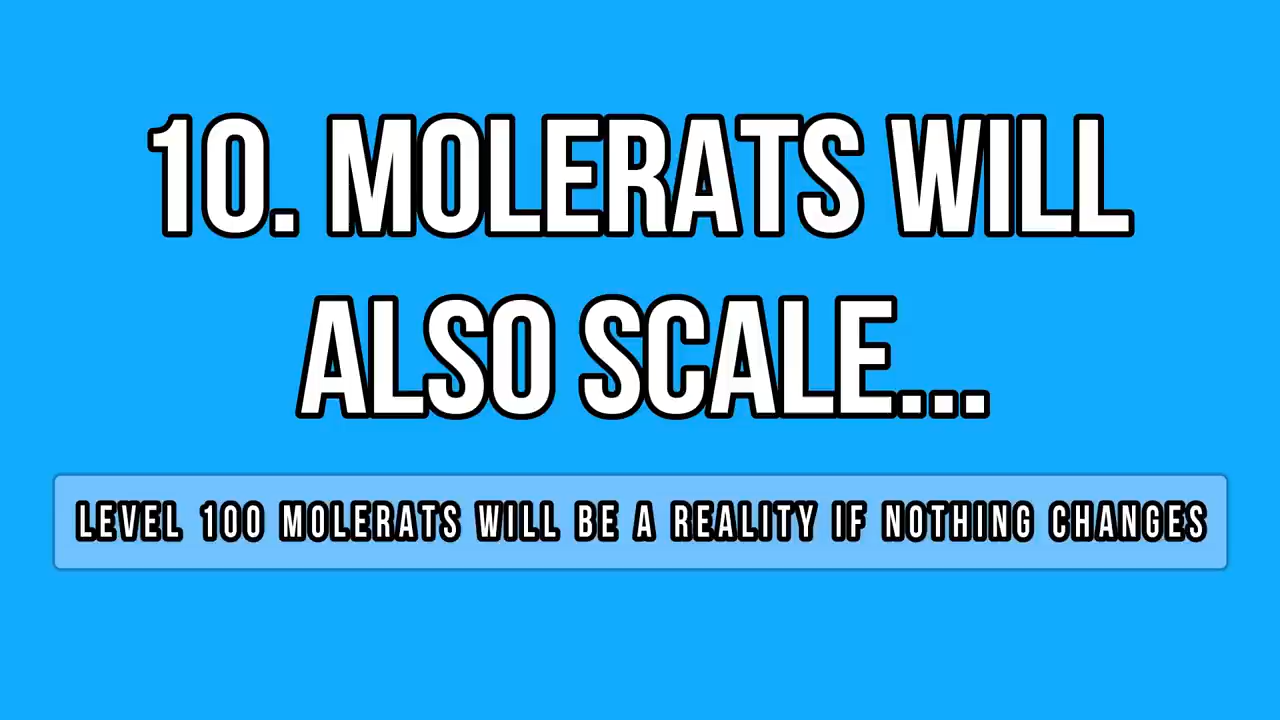 10. MOLERATS WILL
ALSO SCALE...
LEVEL 100 MOLERATS WILL BE A REALITY IF NOTHING CHANGES